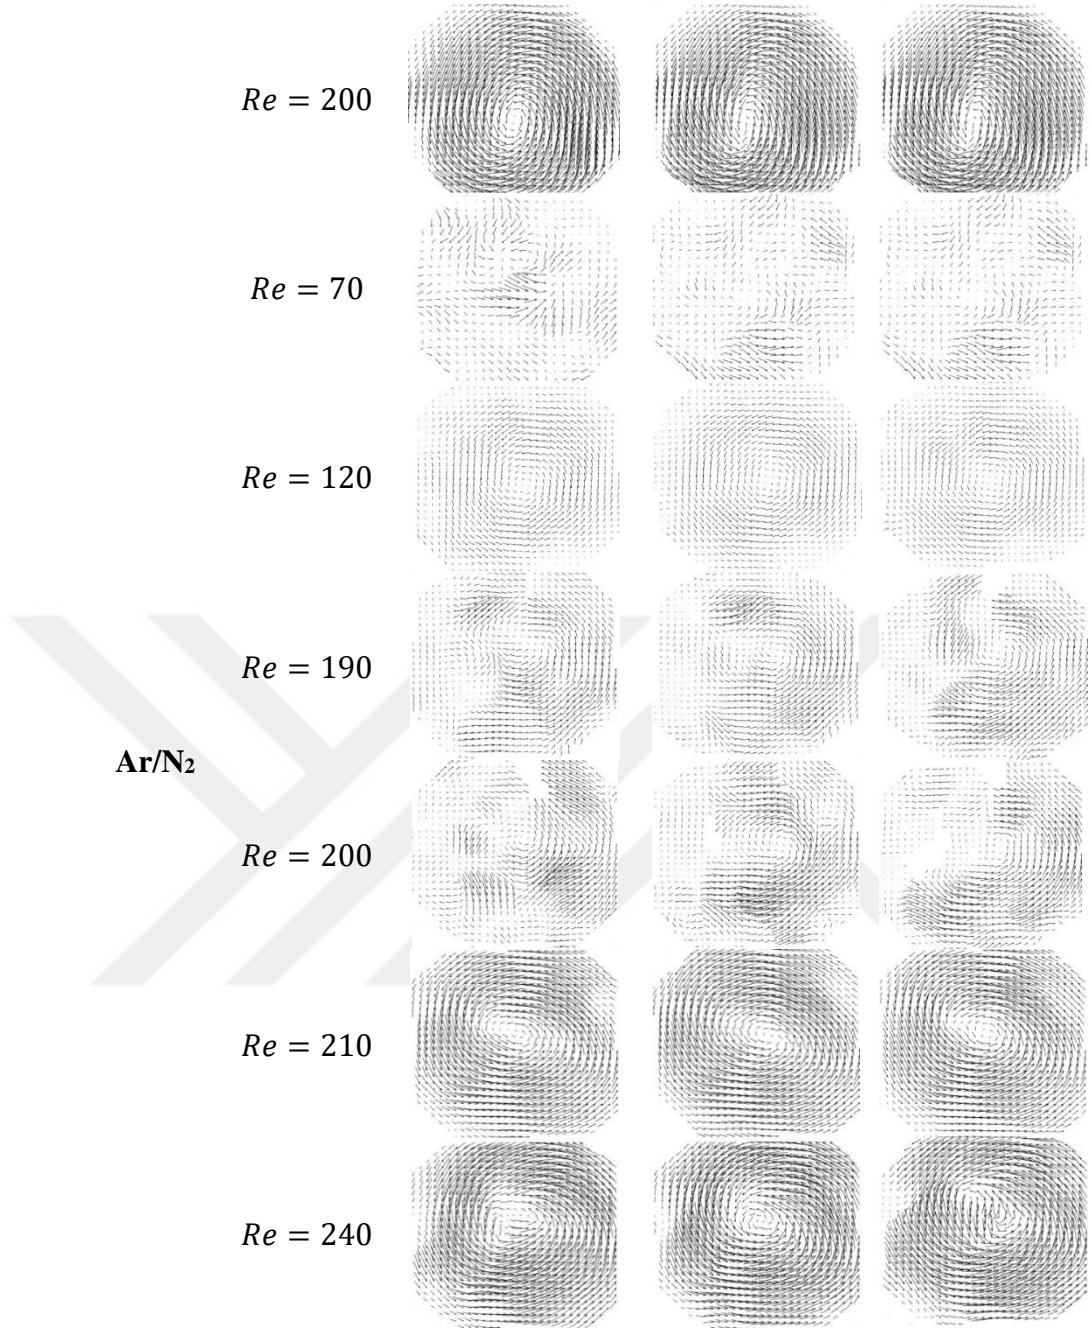 Re = 200
Re = 70
Re = 120
Re = 190
Ar/N₂
Re = 200
Re = 210
Re = 240